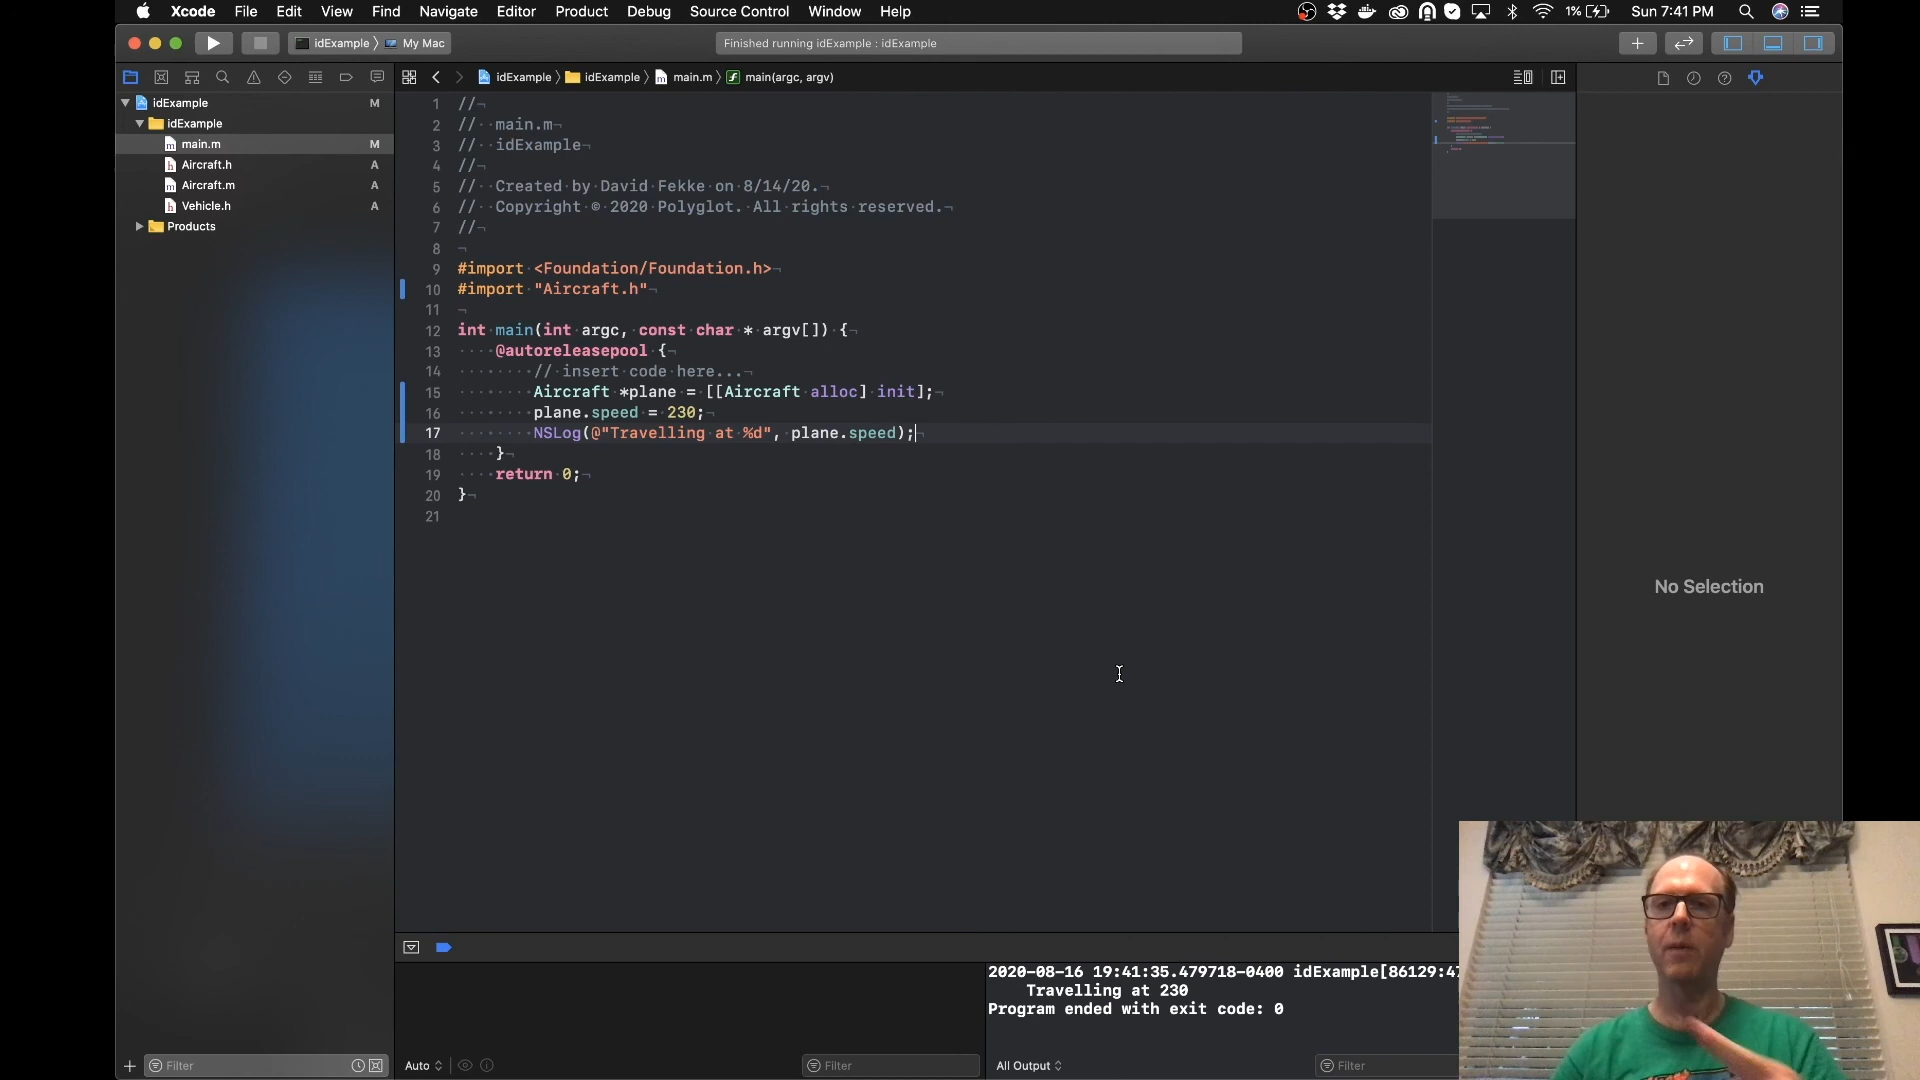 Xcode File Edit View Find Navigate Editor Product Debug Source Control Window Help 1% Sun 7:41 PM
idExample My Mac Finished running idExample : idExample
idExample idExample main.m main(argc, argv)
idExample M
idExample
main.m M
Aircraft.h A
Aircraft.m A
Vehicle.h A
Products
1 //
2 // main.m
3 // idExample
4 //
5 // Created by David Fekke on 8/14/20.
6 // Copyright © 2020 Polyglot. All rights reserved.
7 //
8
9 #import <Foundation/Foundation.h>
10 #import "Aircraft.h"
11
12 int main(int argc, const char * argv[]) {
13 @autoreleasepool {
14 // insert code here...
15 Aircraft *plane = [[Aircraft alloc] init];
16 plane.speed = 230;
17 NSLog(@"Travelling at %d", plane.speed);
18 }
19 return 0;
20 }
21
No Selection
2020-08-16 19:41:35.479718-0400 idExample[86129:47
Travelling at 230
Program ended with exit code: 0
Filter Auto Filter All Output Filter